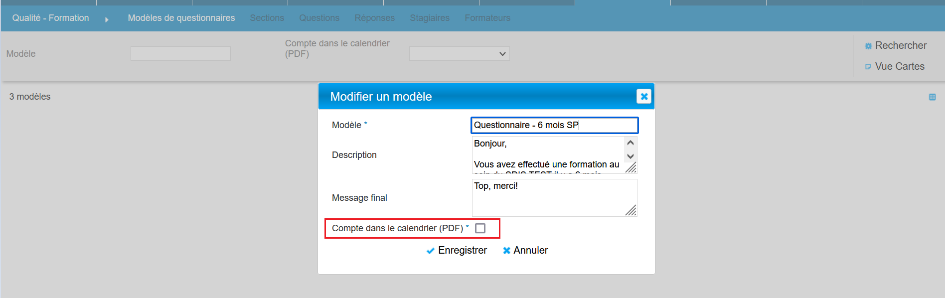 Qualité - Formation
Modèles de questionnaires
Sections
Questions
Réponses
Stagiaires
Formateurs
Modèle
Compte dans le calendrier
(PDF)
Rechercher
Vue Cartes
3 modèles
Modifier un modèle
Modèle *
Questionnaire - 6 mois SP
Description
Bonjour,
Vous avez effectué une formation au
Message final
Top, merci!
Compte dans le calendrier (PDF) *
Enregistrer
Annuler